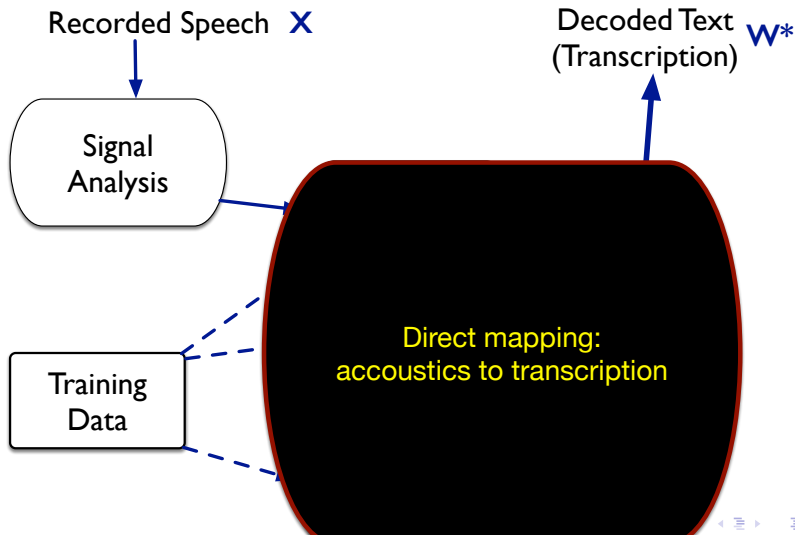 Recorded Speech X
Decoded Text W*
(Transcription)
Signal
Analysis
Direct mapping:
accoustics to transcription
Training
Data